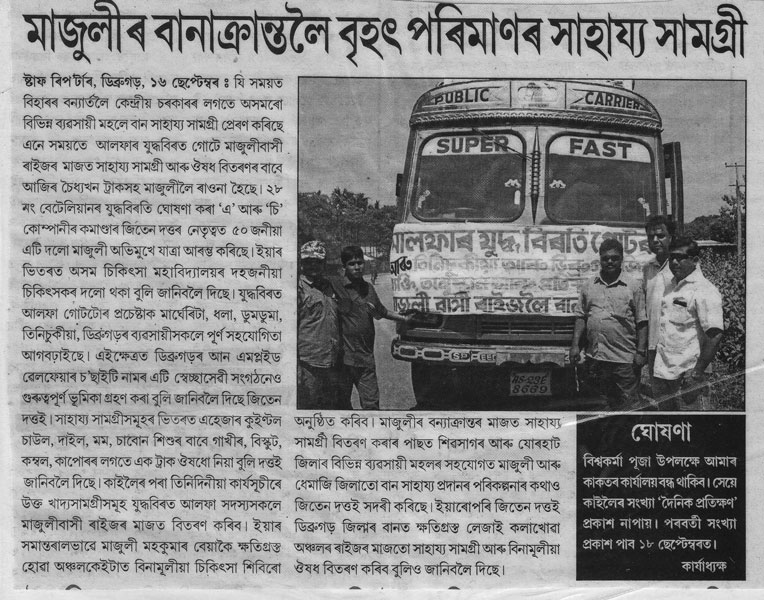 মাজুলীৰ বানাক্ৰান্তলৈ বৃহৎ পৰিমাণৰ সাহায্য সামগ্ৰী
ষ্টাফ ৰিপ'ৰ্টাৰ, ডিব্ৰুগড়, ১৬ ছেপ্টেম্বৰ ঃ যি সময়ত
বিহাৰৰ বন্যাৰ্তলৈ কেন্দ্ৰীয় চৰকাৰৰ লগতে অসমৰো
বিভিন্ন ব্যৱসায়ী মহলে বান সাহায্য সামগ্ৰী প্ৰেৰণ কৰিছে
এনে সময়তে আলফাৰ যুদ্ধবিৰত গোটে মাজুলীবাসী
ৰাইজৰ মাজত সাহায্য সামগ্ৰী আৰু ঔষধ বিতৰণৰ বাবে
আজিৰ চৈধ্যখন ট্ৰাকসহ মাজুলীলৈ ৰাওনা হৈছে। ২৮
নং বেটেলিয়ানৰ যুদ্ধবিৰতি ঘোষণা কৰা 'এ' আৰু 'চি'
কোম্পানীৰ কমাণ্ডাৰ জিতেন দত্তৰ নেতৃত্বত ৫০ জনীয়া
এটি দলো মাজুলী অভিমুখে যাত্ৰা আৰম্ভ কৰিছে। ইয়াৰ
ভিতৰত অসম চিকিৎসা মহাবিদ্যালয়ৰ দহজনীয়া
চিকিৎসকৰ দলো থকা বুলি জানিবলৈ দিছে। যুদ্ধবিৰত
আলফা গোটটোৰ প্ৰচেষ্টাক মাৰ্ঘেৰিটা, ধলা, ডুমডুমা,
তিনিচুকীয়া, ডিব্ৰুগড়ৰ ব্যৱসায়ীসকলে পূৰ্ণ সহযোগিতা
আগবঢ়াইছে। এইক্ষেত্ৰত ডিব্ৰুগড়ৰ আন এমপ্লইড
ৱেলফেয়াৰ চ'ছাইটি নামৰ এটি স্বেচ্ছাসেৱী সংগঠনেও
গুৰুত্বপূৰ্ণ ভূমিকা গ্ৰহণ কৰা বুলি জানিবলৈ দিছে জিতেন
দত্তই। সাহায্য সামগ্ৰীসমূহৰ ভিতৰত এহেজাৰ কুইণ্টল
চাউল, দাইল, মম, চাবোন শিশুৰ বাবে গাখীৰ, বিস্কুট,
কম্বল, কাপোৰৰ লগতে এক ট্ৰাক ঔষধো নিয়া বুলি দত্তই
জানিবলৈ দিছে। কাইলৈৰ পৰা তিনিদিনীয়া কাৰ্যসূচীৰে
উক্ত খাদ্যসামগ্ৰীসমূহ যুদ্ধবিৰত আলফা সদস্যসকলে
মাজুলীবাসী ৰাইজৰ মাজত বিতৰণ কৰিব। ইয়াৰ
সমান্তৰালভাৱে মাজুলী মহকুমাৰ বেয়াকৈ ক্ষতিগ্ৰস্ত
হোৱা অঞ্চলকেইটাত বিনামূলীয়া চিকিৎসা শিবিৰো
PUBLIC CARRIER
SUPER FAST
আলফাৰ যুদ্ধ বিৰতি গোটৰ
আৰু
মাজুলী বাসী ৰাইজলৈ বান
অনুষ্ঠিত কৰিব। মাজুলীৰ বন্যাক্ৰান্তৰ মাজত সাহায্য
সামগ্ৰী বিতৰণ কৰাৰ পাছত শিৱসাগৰ আৰু যোৰহাট
জিলাৰ বিভিন্ন ব্যৱসায়ী মহলৰ সহযোগত মাজুলী আৰু
ধেমাজি জিলাতো বান সাহায্য প্ৰদানৰ পৰিকল্পনাৰ কথাও
জিতেন দত্তই সদৰী কৰিছে। ইয়াৰোপৰি জিতেন দত্তই
ডিব্ৰুগড় জিলাৰ বানত ক্ষতিগ্ৰস্ত লেজাই কলাখোৱা
অঞ্চলৰ ৰাইজৰ মাজতো সাহায্য সামগ্ৰী আৰু বিনামূলীয়া
ঔষধ বিতৰণ কৰিব বুলিও জানিবলৈ দিছে।
ঘোষণা
বিশ্বকৰ্মা পূজা উপলক্ষে আমাৰ
কাকতৰ কাৰ্যালয় বন্ধ থাকিব। সেয়ে
কাইলৈৰ সংখ্যা 'দৈনিক প্ৰতিক্ষণ'
প্ৰকাশ নাপায়। পৰবৰ্তী সংখ্যা
প্ৰকাশ পাব ১৮ ছেপ্টেম্বৰত।
কাৰ্যাধ্যক্ষ